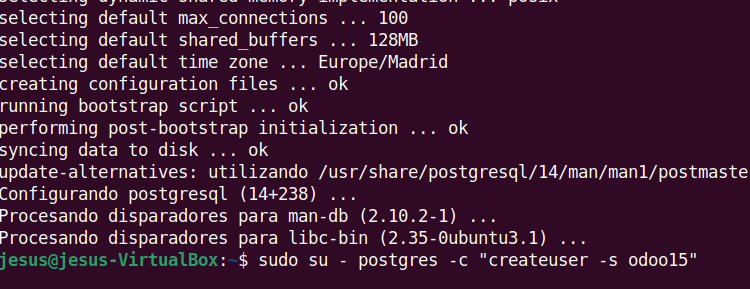 selecting dynamic shared memory implementation ... posix
selecting default max_connections ... 100
selecting default shared_buffers ... 128MB
selecting default time zone ... Europe/Madrid
creating configuration files ... ok
running bootstrap script ... ok
performing post-bootstrap initialization ... ok
syncing data to disk ... ok
update-alternatives: utilizando /usr/share/postgresql/14/man/man1/postmaste
Configurando postgresql (14+238) ...
Procesando disparadores para man-db (2.10.2-1) ...
Procesando disparadores para libc-bin (2.35-0ubuntu3.1) ...
jesus@jesus-VirtualBox:~$ sudo su - postgres -c "createuser -s odoo15"